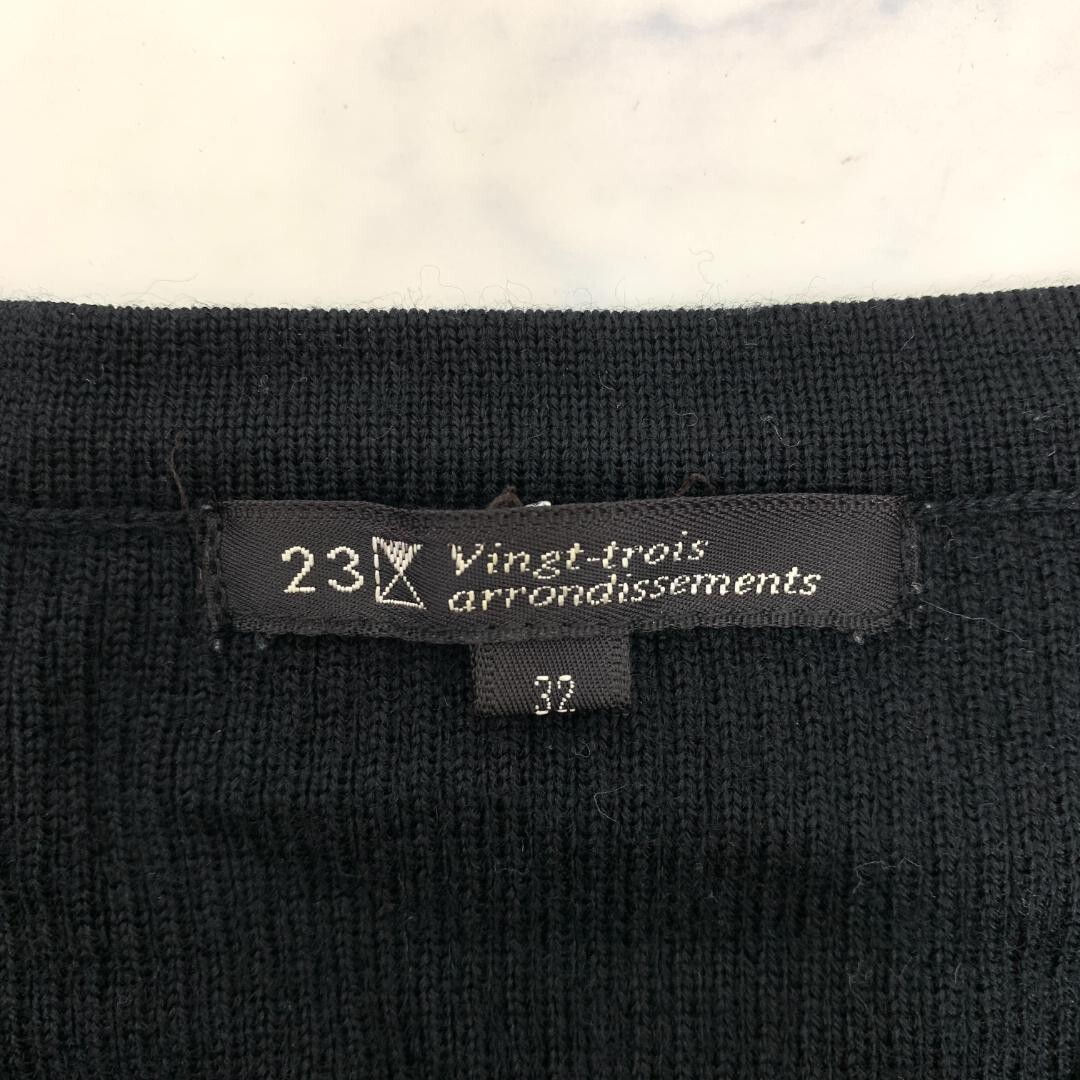 23 Vingt-trois
arrondissements
32